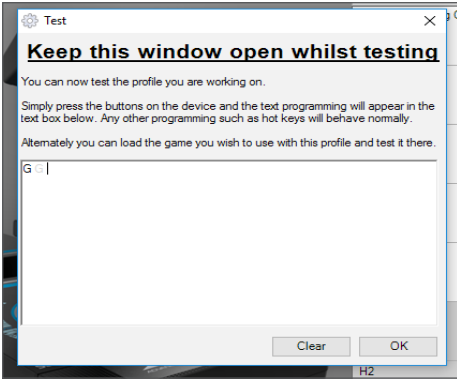 Test
Keep this window open whilst testing
You can now test the profile you are working on.
Simply press the buttons on the device and the text programming will appear in the
text box below. Any other programming such as hot keys will behave normally.
Alternately you can load the game you wish to use with this profile and test it there.
G G
Clear
OK
H2